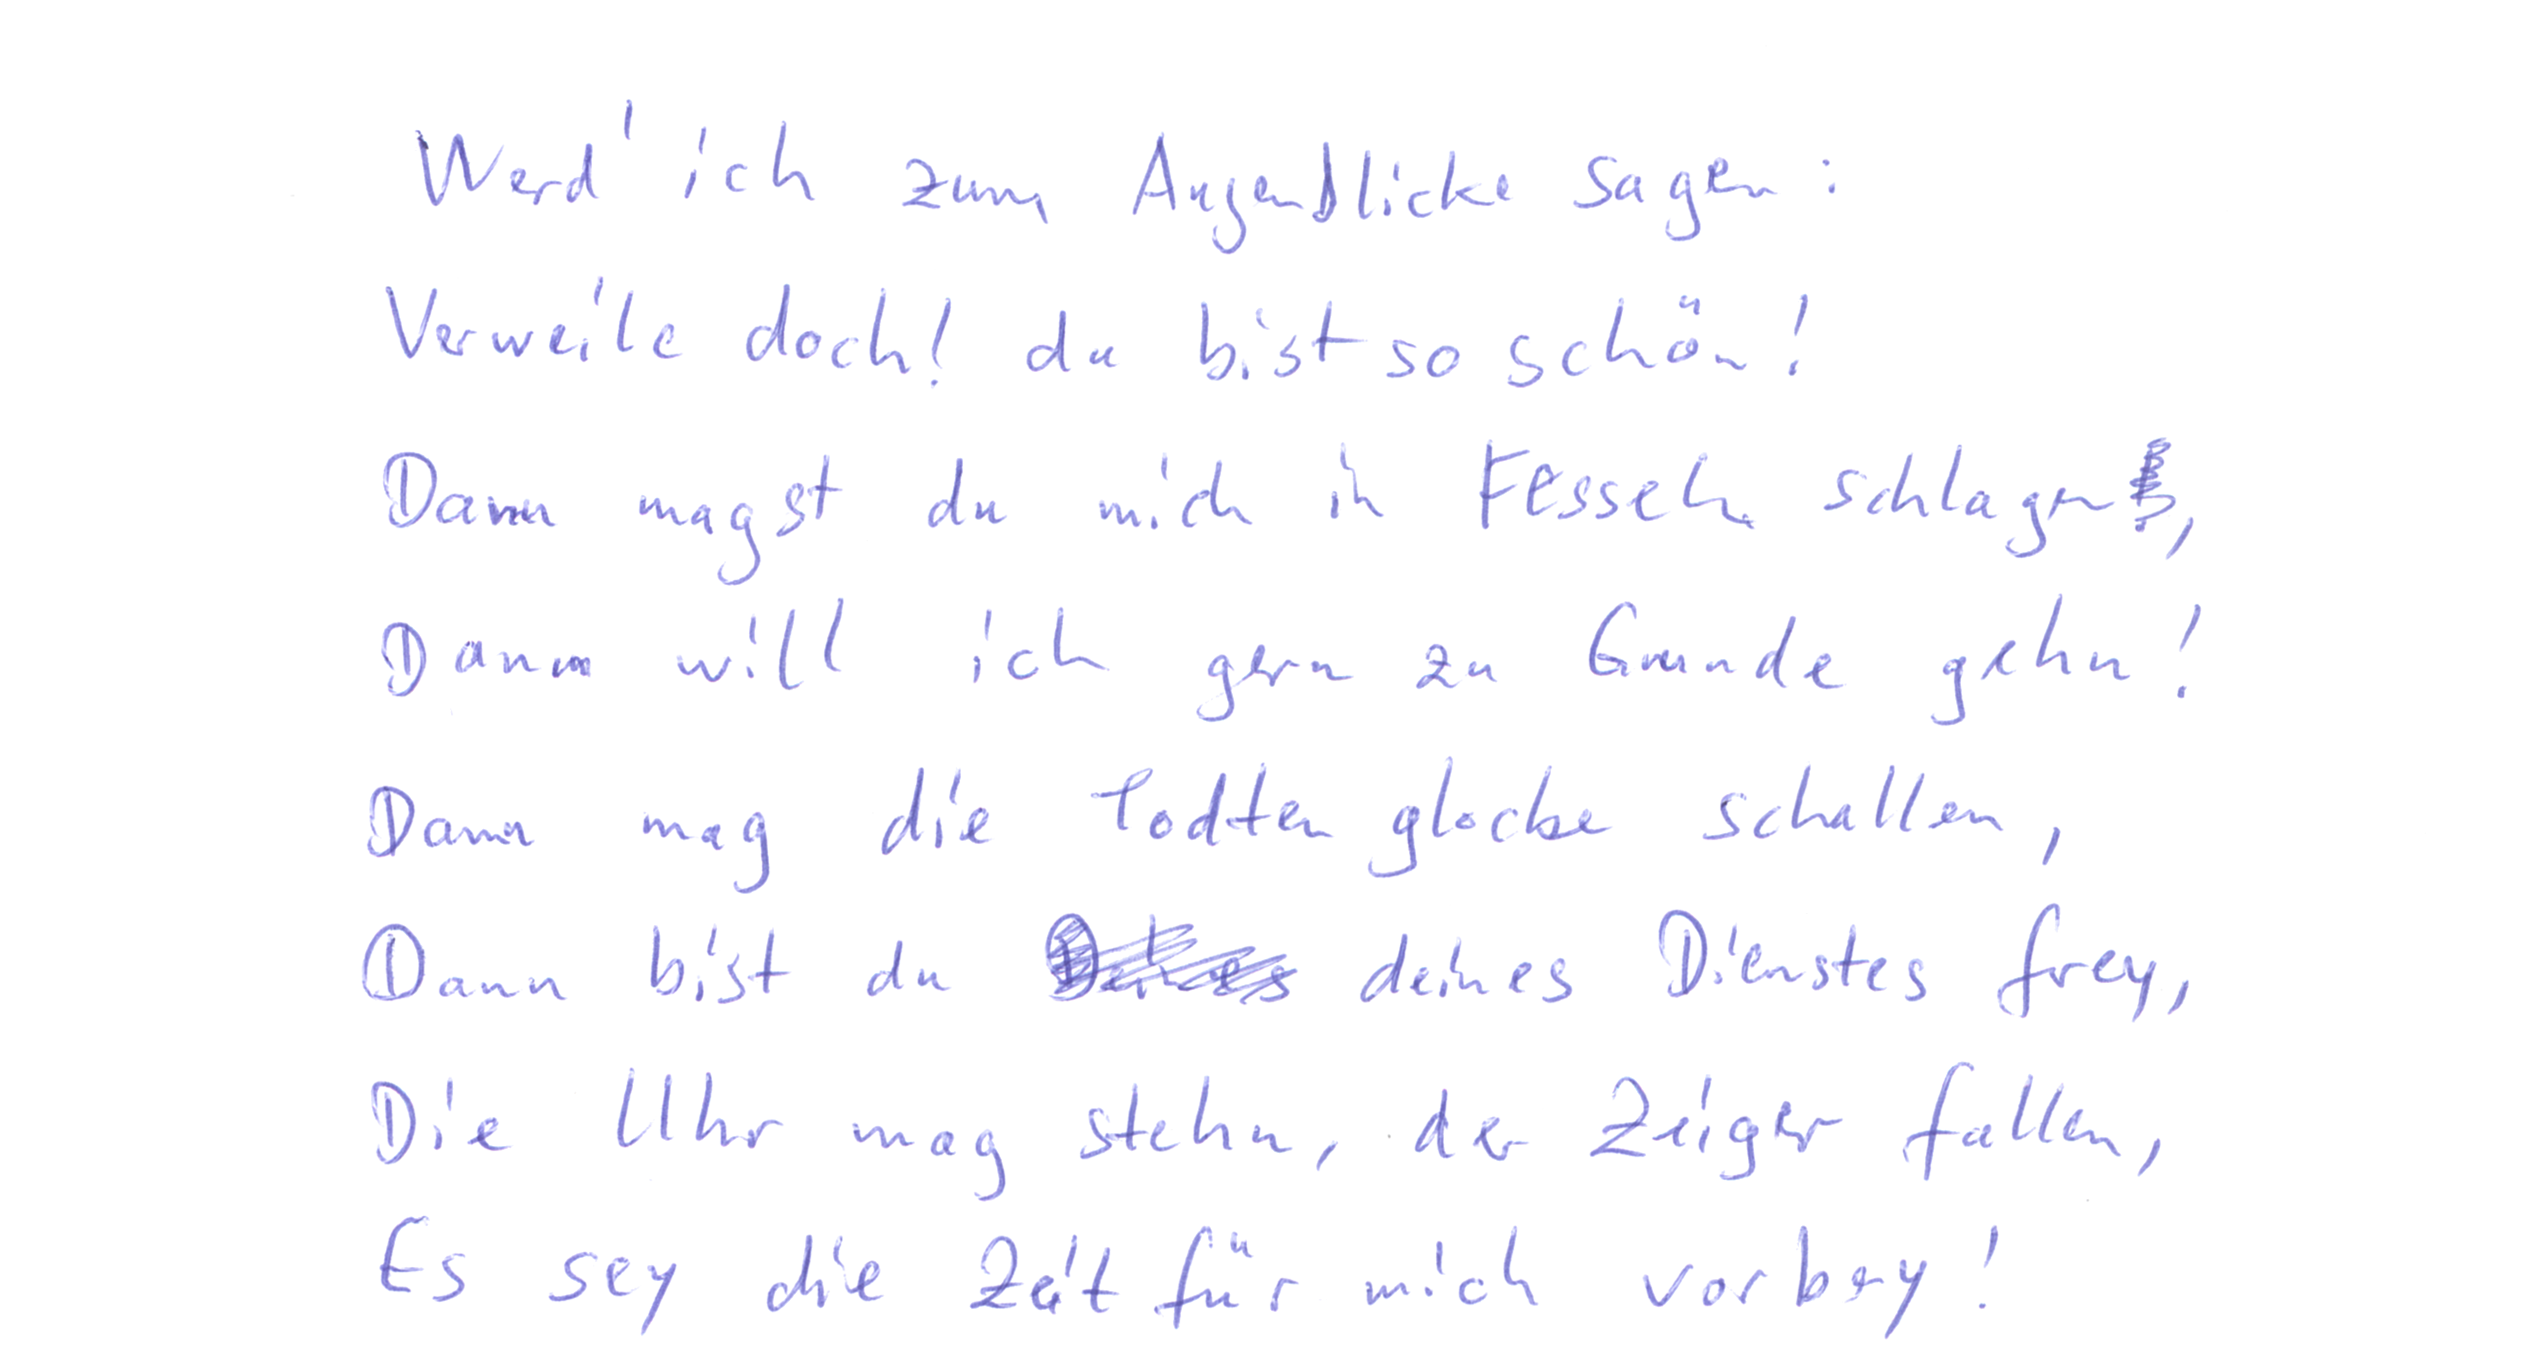 Werd' ich zum Augenblicke sagen:
Verweile doch! du bist so schön!
Dann magst du mich in Fesseln schlagen,
Dann will ich gern zu Grunde gehn!
Dann mag die Todtenglocke schallen,
Dann bist du deines Dienstes frey,
Die Uhr mag stehn, der Zeiger fallen,
Es sey die Zeit für mich vorbey!